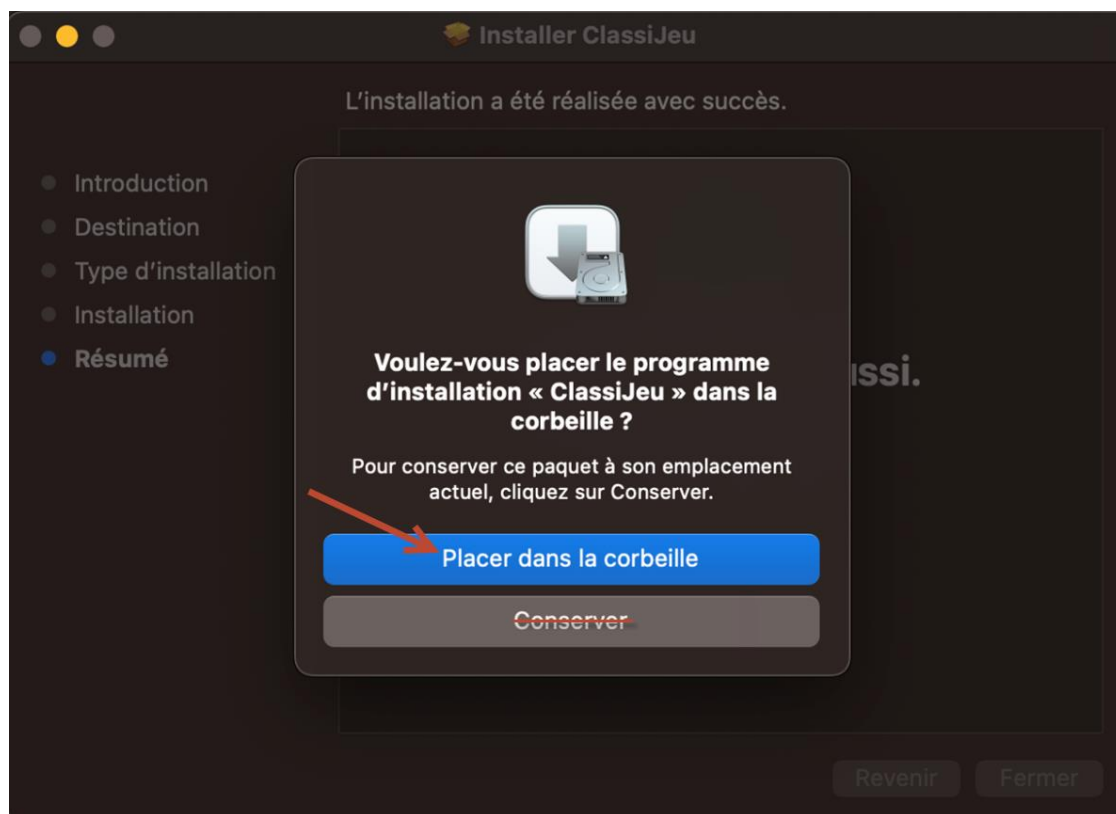 Installer ClassiJeu
L'installation a été réalisée avec succès.
Introduction
Destination
Type d'installation
Installation
Résumé
Voulez-vous placer le programme
d'installation « ClassiJeu » dans la
corbeille ?
Pour conserver ce paquet à son emplacement
actuel, cliquez sur Conserver.
Placer dans la corbeille
Conserver
Revenir
Fermer